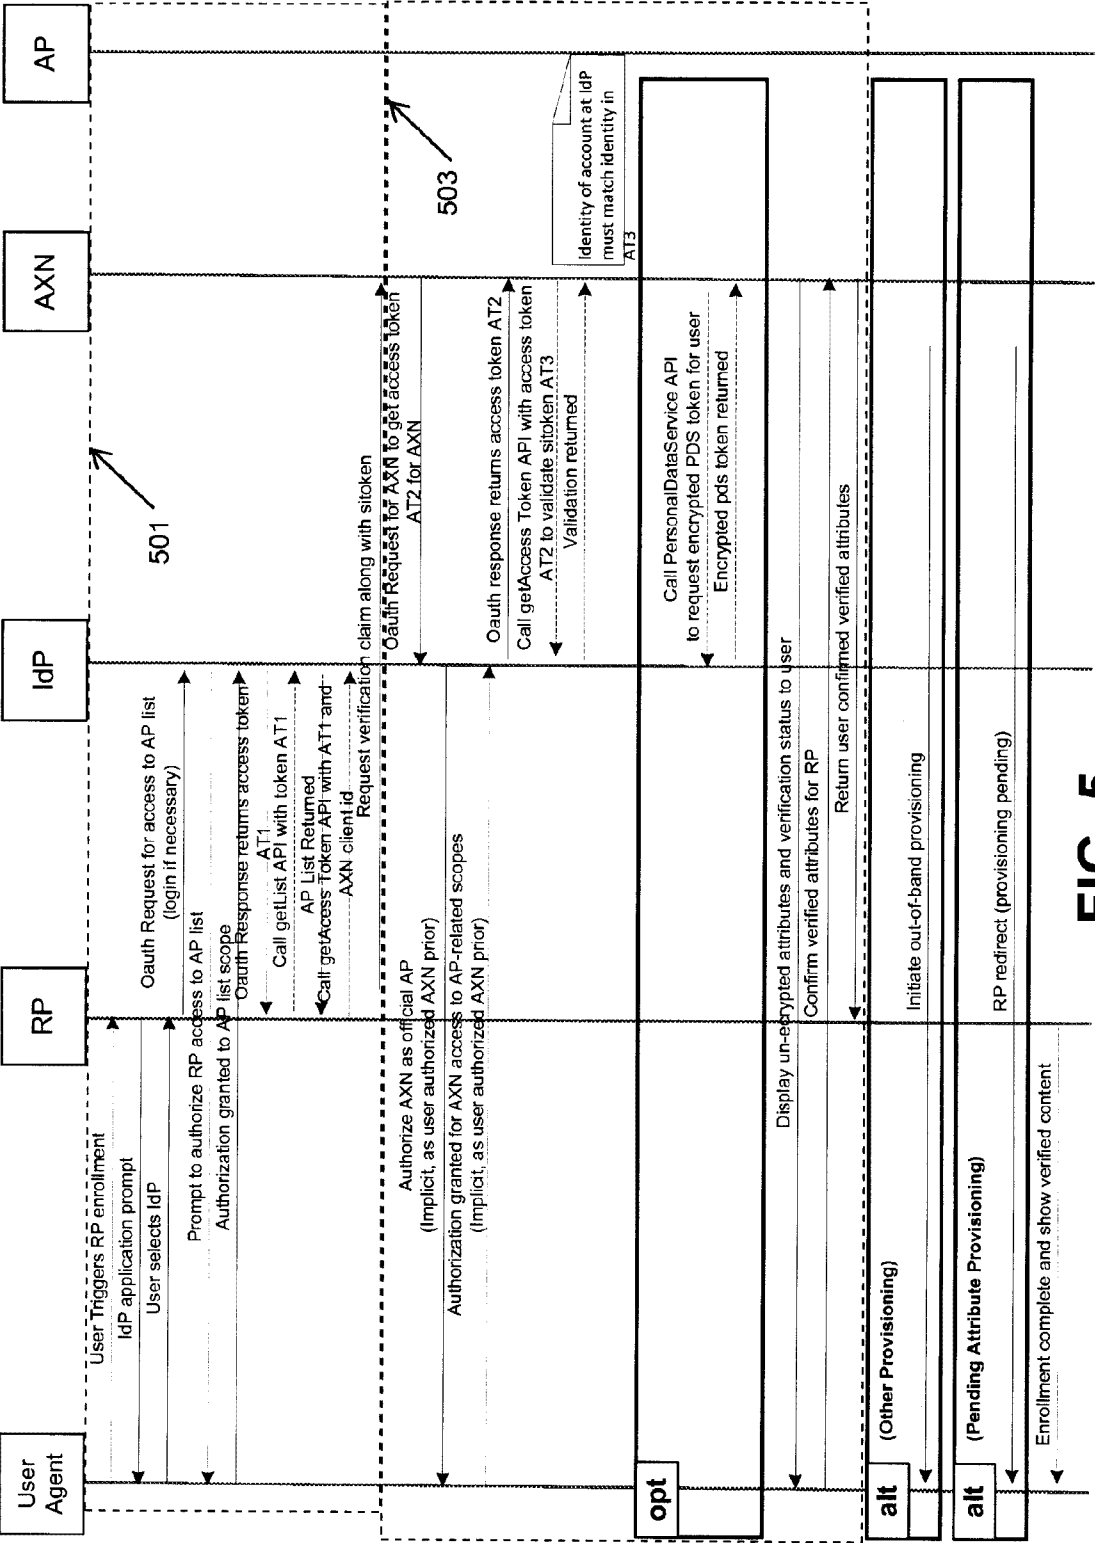 User
Agent
RP
IdP
AXN
AP
501
503
User Triggers RP enrollment
IdP application prompt
User selects IdP
Oauth Request for access to AP list
(login if necessary)
Prompt to authorize RP access to AP list
Authorization granted to AP list scope
Oauth Response returns access token
AT1
Call getList API with token AT1
AP List Returned
Call getAcess Token API with AT1 and
AXN client id
Request verification claim along with sitoken
Oauth Request for AXN to get access token
AT2 for AXN
Authorize AXN as official AP
(Implicit, as user authorized AXN prior)
Authorization granted for AXN access to AP-related scopes
(Implicit, as user authorized AXN prior)
Oauth response returns access token AT2
Call getAccess Token API with access token
AT2 to validate sitoken AT3
Validation returned
Identity of account at IdP
must match identity in
AT3
opt
Call PersonalDataService API
to request encrypted PDS token for user
Encrypted pds token returned
Display un-ecrypted attributes and verification status to user
Confirm verified attributes for RP
Return user confirmed verified attributes
alt
(Other Provisioning)
Initiate out-of-band provisioning
alt
(Pending Attribute Provisioning)
RP redirect (provisioning pending)
Enrollment complete and show verified content